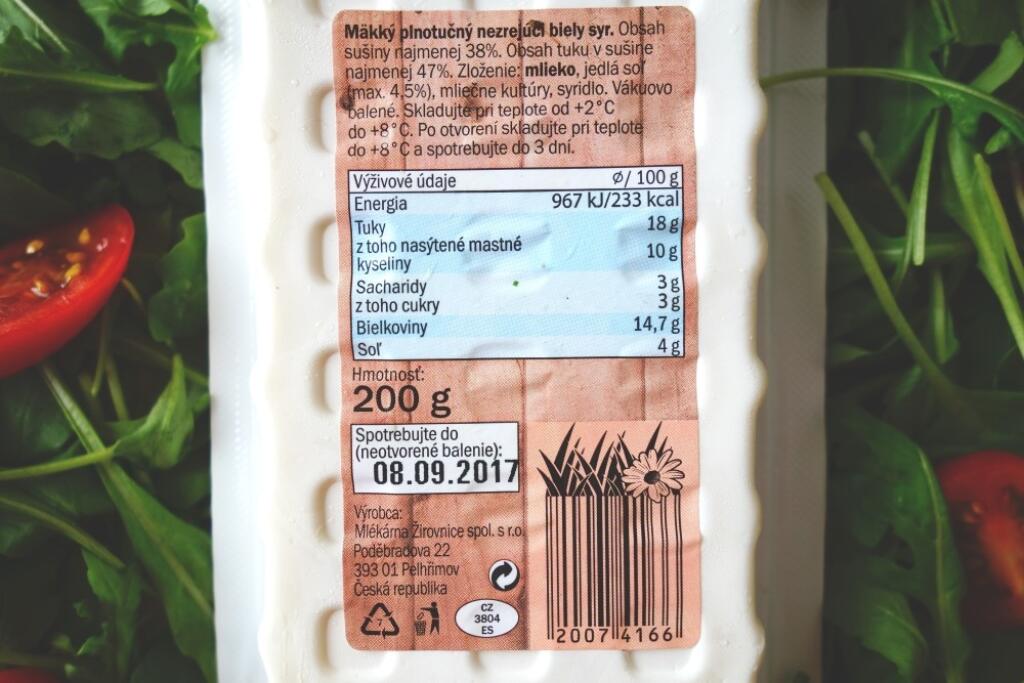 Mäkký plnotučný nezrejúci biely syr. Obsah
sušiny najmenej 38%. Obsah tuku v sušine
najmenej 47%. Zloženie: mlieko, jedlá soľ
(max. 4,5%), mliečne kultúry, syridlo. Vákuovo
balené. Skladujte pri teplote od +2°C
do +8°C. Po otvorení skladujte pri teplote
do +8°C a spotrebujte do 3 dní.
Výživové údaje ø/ 100 g
Energia 967 kJ/233 kcal
Tuky 18 g
z toho nasýtené mastné
kyseliny 10 g
Sacharidy 3 g
z toho cukry 3 g
Bielkoviny 14,7 g
Soľ 4 g
Hmotnosť:
200 g
Spotrebujte do
(neotvorené balenie):
08.09.2017
Výrobca:
Mlékárna Žirovnice spol. s r.o.
Poděbradova 22
393 01 Pelhřimov
Česká republika
7
CZ
3804
ES
2007 4166